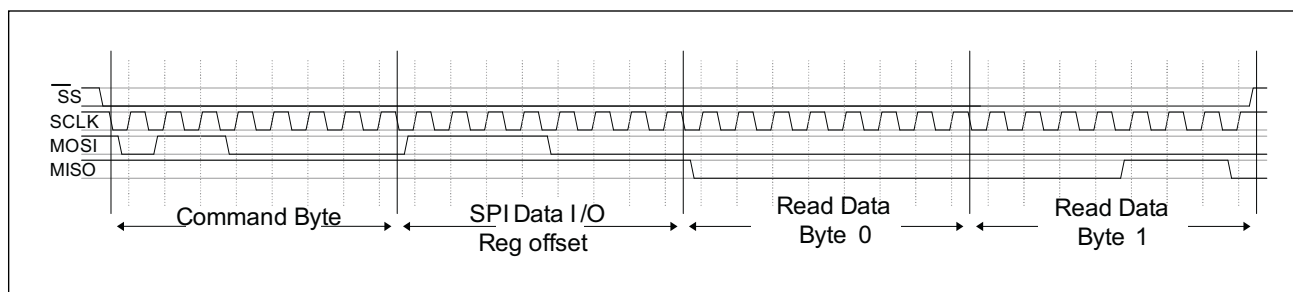 SS
SCLK
MOSI
MISO
Command Byte
SPI Data I/O
Reg offset
Read Data
Byte 0
Read Data
Byte 1